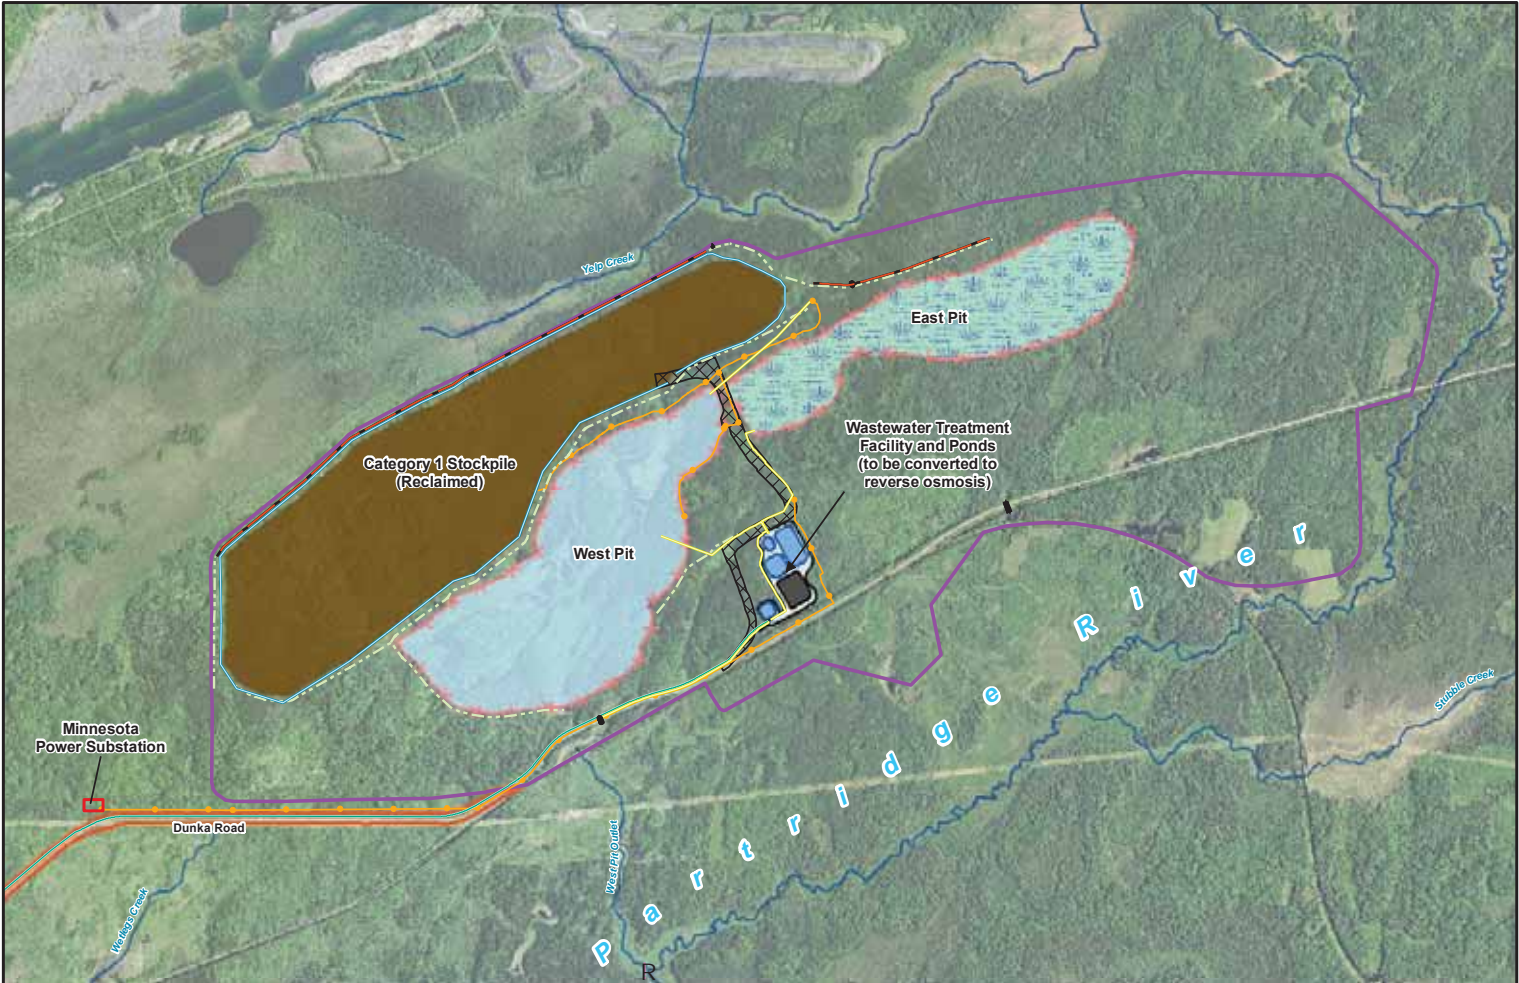 Yelp Creek
East Pit
Category 1 Stockpile
(Reclaimed)
Wastewater Treatment
Facility and Ponds
(to be converted to
reverse osmosis)
West Pit
Partridge River
Stubble Creek
Minnesota
Power Substation
Dunka Road
West Pit Outlet
Wetlegs Creek
R